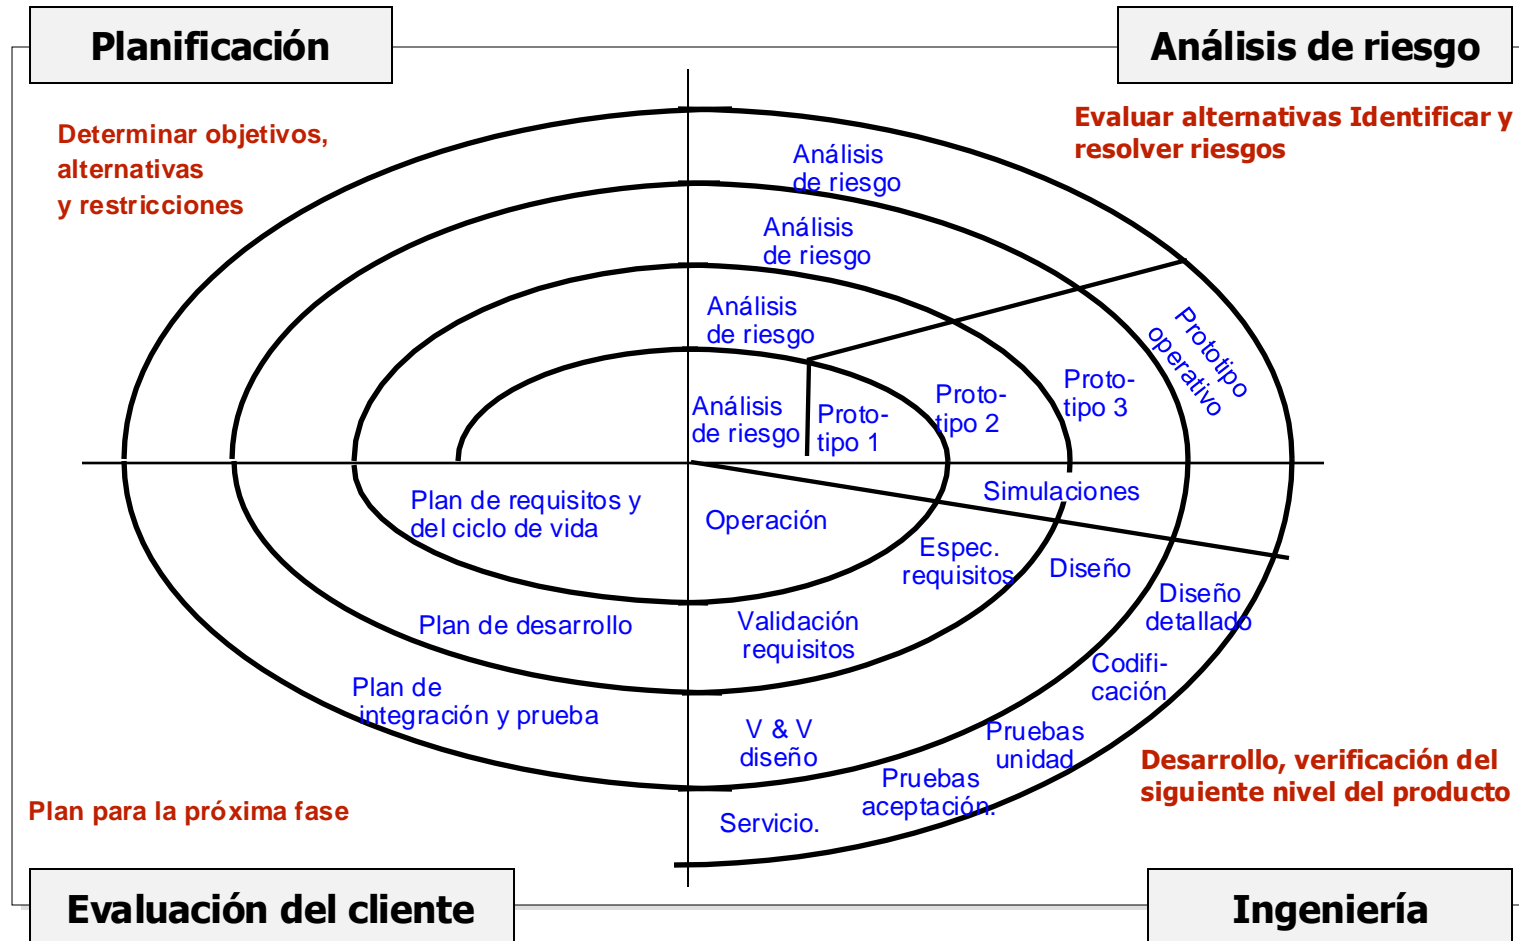 Planificación
Análisis de riesgo
Determinar objetivos,
alternativas
y restricciones
Evaluar alternativas Identificar y
resolver riesgos
Análisis
de riesgo
Análisis
de riesgo
Análisis
de riesgo
Análisis
de riesgo
Proto-
tipo 1
Proto-
tipo 2
Proto-
tipo 3
Prototipo
operativo
Plan de requisitos y
del ciclo de vida
Operación
Simulaciones
Espec.
requisitos
Diseño
Diseño
detallado
Plan de desarrollo
Validación
requisitos
Codifi-
cación
Plan de
integración y prueba
V & V
diseño
Pruebas
unidad
Pruebas
aceptación.
Servicio.
Desarrollo, verificación del
siguiente nivel del producto
Plan para la próxima fase
Evaluación del cliente
Ingeniería